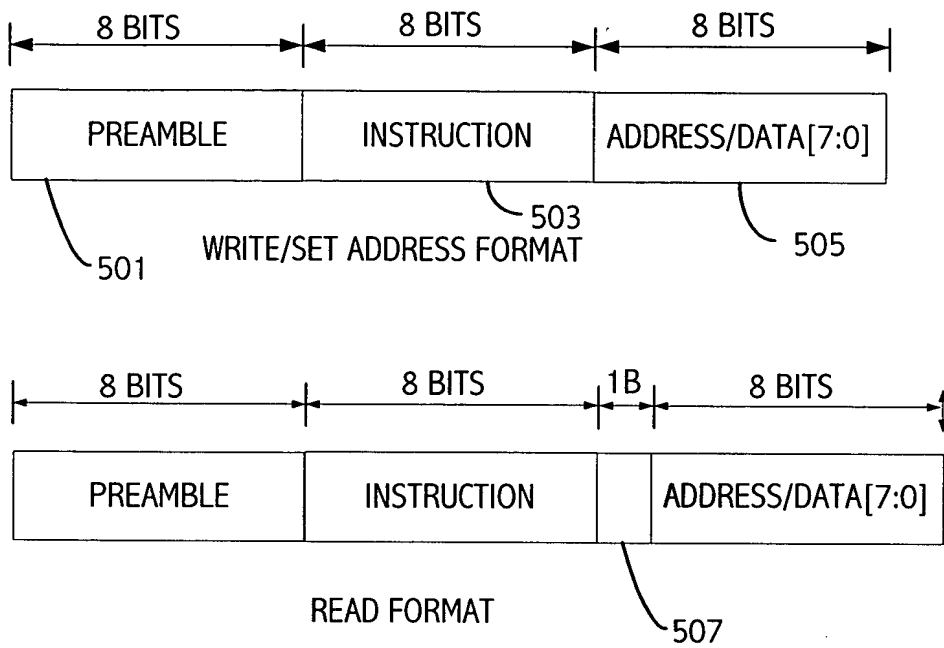 8 BITS 8 BITS 8 BITS
PREAMBLE INSTRUCTION ADDRESS/DATA[7:0]
503
505
501
WRITE/SET ADDRESS FORMAT
8 BITS 8 BITS 1B 8 BITS
PREAMBLE INSTRUCTION ADDRESS/DATA[7:0]
READ FORMAT
507